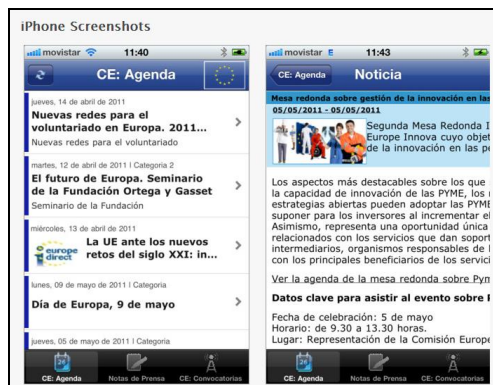 iPhone Screenshots
movistar 11:40
CE: Agenda
jueves, 14 de abril de 2011
Nuevas redes para el
voluntariado en Europa. 2011...
Nuevas redes para el voluntariado
martes, 12 de abril de 2011 | Categoria 2
El futuro de Europa. Seminario
de la Fundación Ortega y Gasset
Seminario de la Fundación
miércoles, 13 de abril de 2011
europe
direct
La UE ante los nuevos
retos del siglo XXI: in...
lunes, 09 de mayo de 2011 | Categoria
Día de Europa, 9 de mayo
jueves, 05 de mayo de 2011 | Categoria
CE: Agenda Notas de Prensa CE: Convocatorias
movistar E 11:43
CE: Agenda Noticia
Mesa redonda sobre gestión de la innovación en las
05/05/2011 - 05/05/2011
Segunda Mesa Redonda I
Europe Innova cuyo objet
de la innovación en las pe
Los aspectos más destacables sobre los que
la capacidad de innovación de las PYME, los
estrategias abiertas pueden adoptar las PYME
suponer para los inversores al incrementar el
Asimismo, representa una oportunidad única
relacionados con los servicios que dan soport
intermediarios, organismos responsables de
con los principales beneficiarios de los servici
Ver la agenda de la mesa redonda sobre Pym
Datos clave para asistir al evento sobre
Fecha de celebración: 5 de mayo
Horario: de 9.30 a 13.30 horas.
Lugar: Representación de la Comisión Europe
CE: Agenda Notas de Prensa CE: Convocatorias